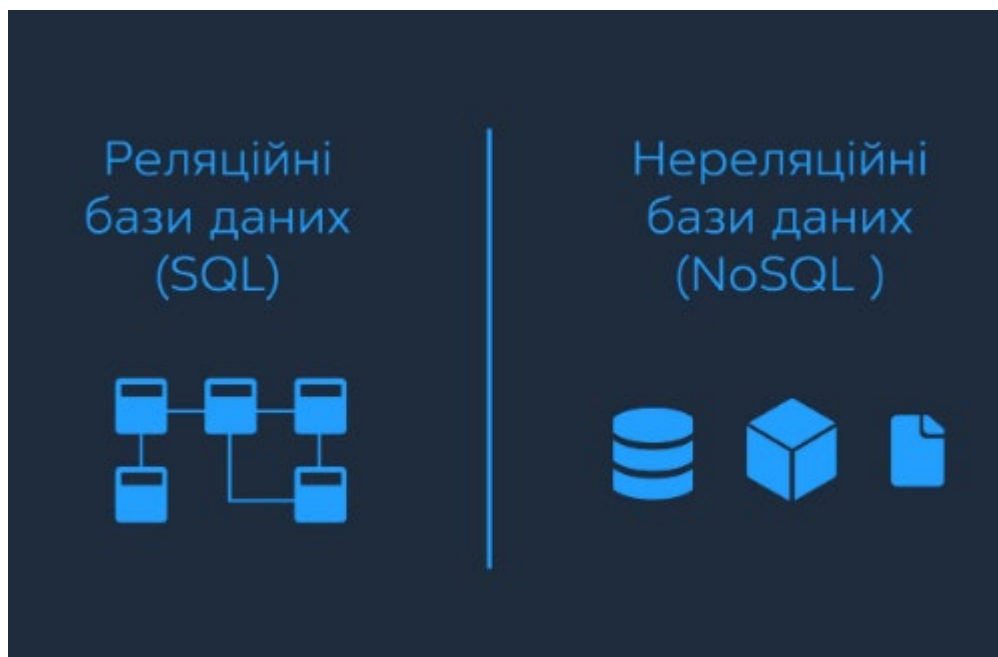 Реляційні
бази даних
(SQL)
Нереляційні
бази даних
(NoSQL )